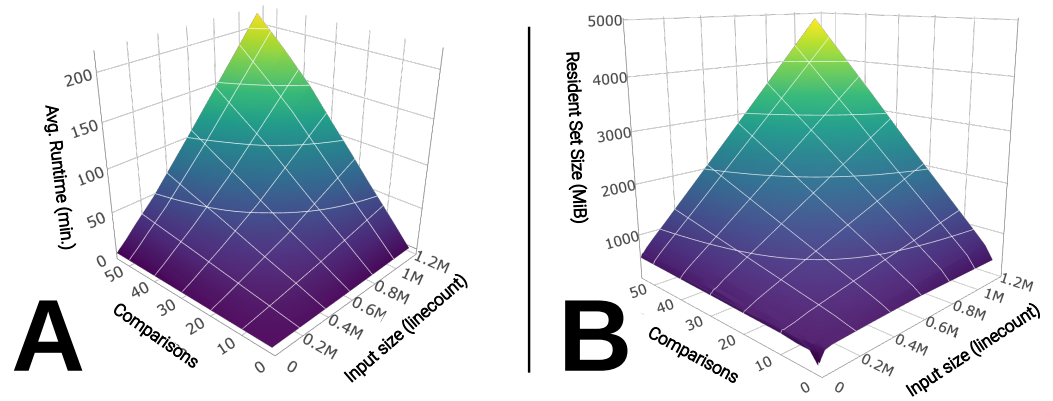 200
150
100
50
0
Avg. Runtime (min.)
50
40
30
20
10
0
Comparisons
0
0.2M
0.4M
0.6M
0.8M
1M
1.2M
Input size (linecount)
A
5000
4000
3000
2000
1000
Resident Set Size (MiB)
50
40
30
20
10
0
Comparisons
0
0.2M
0.4M
0.6M
0.8M
1M
1.2M
Input size (linecount)
B